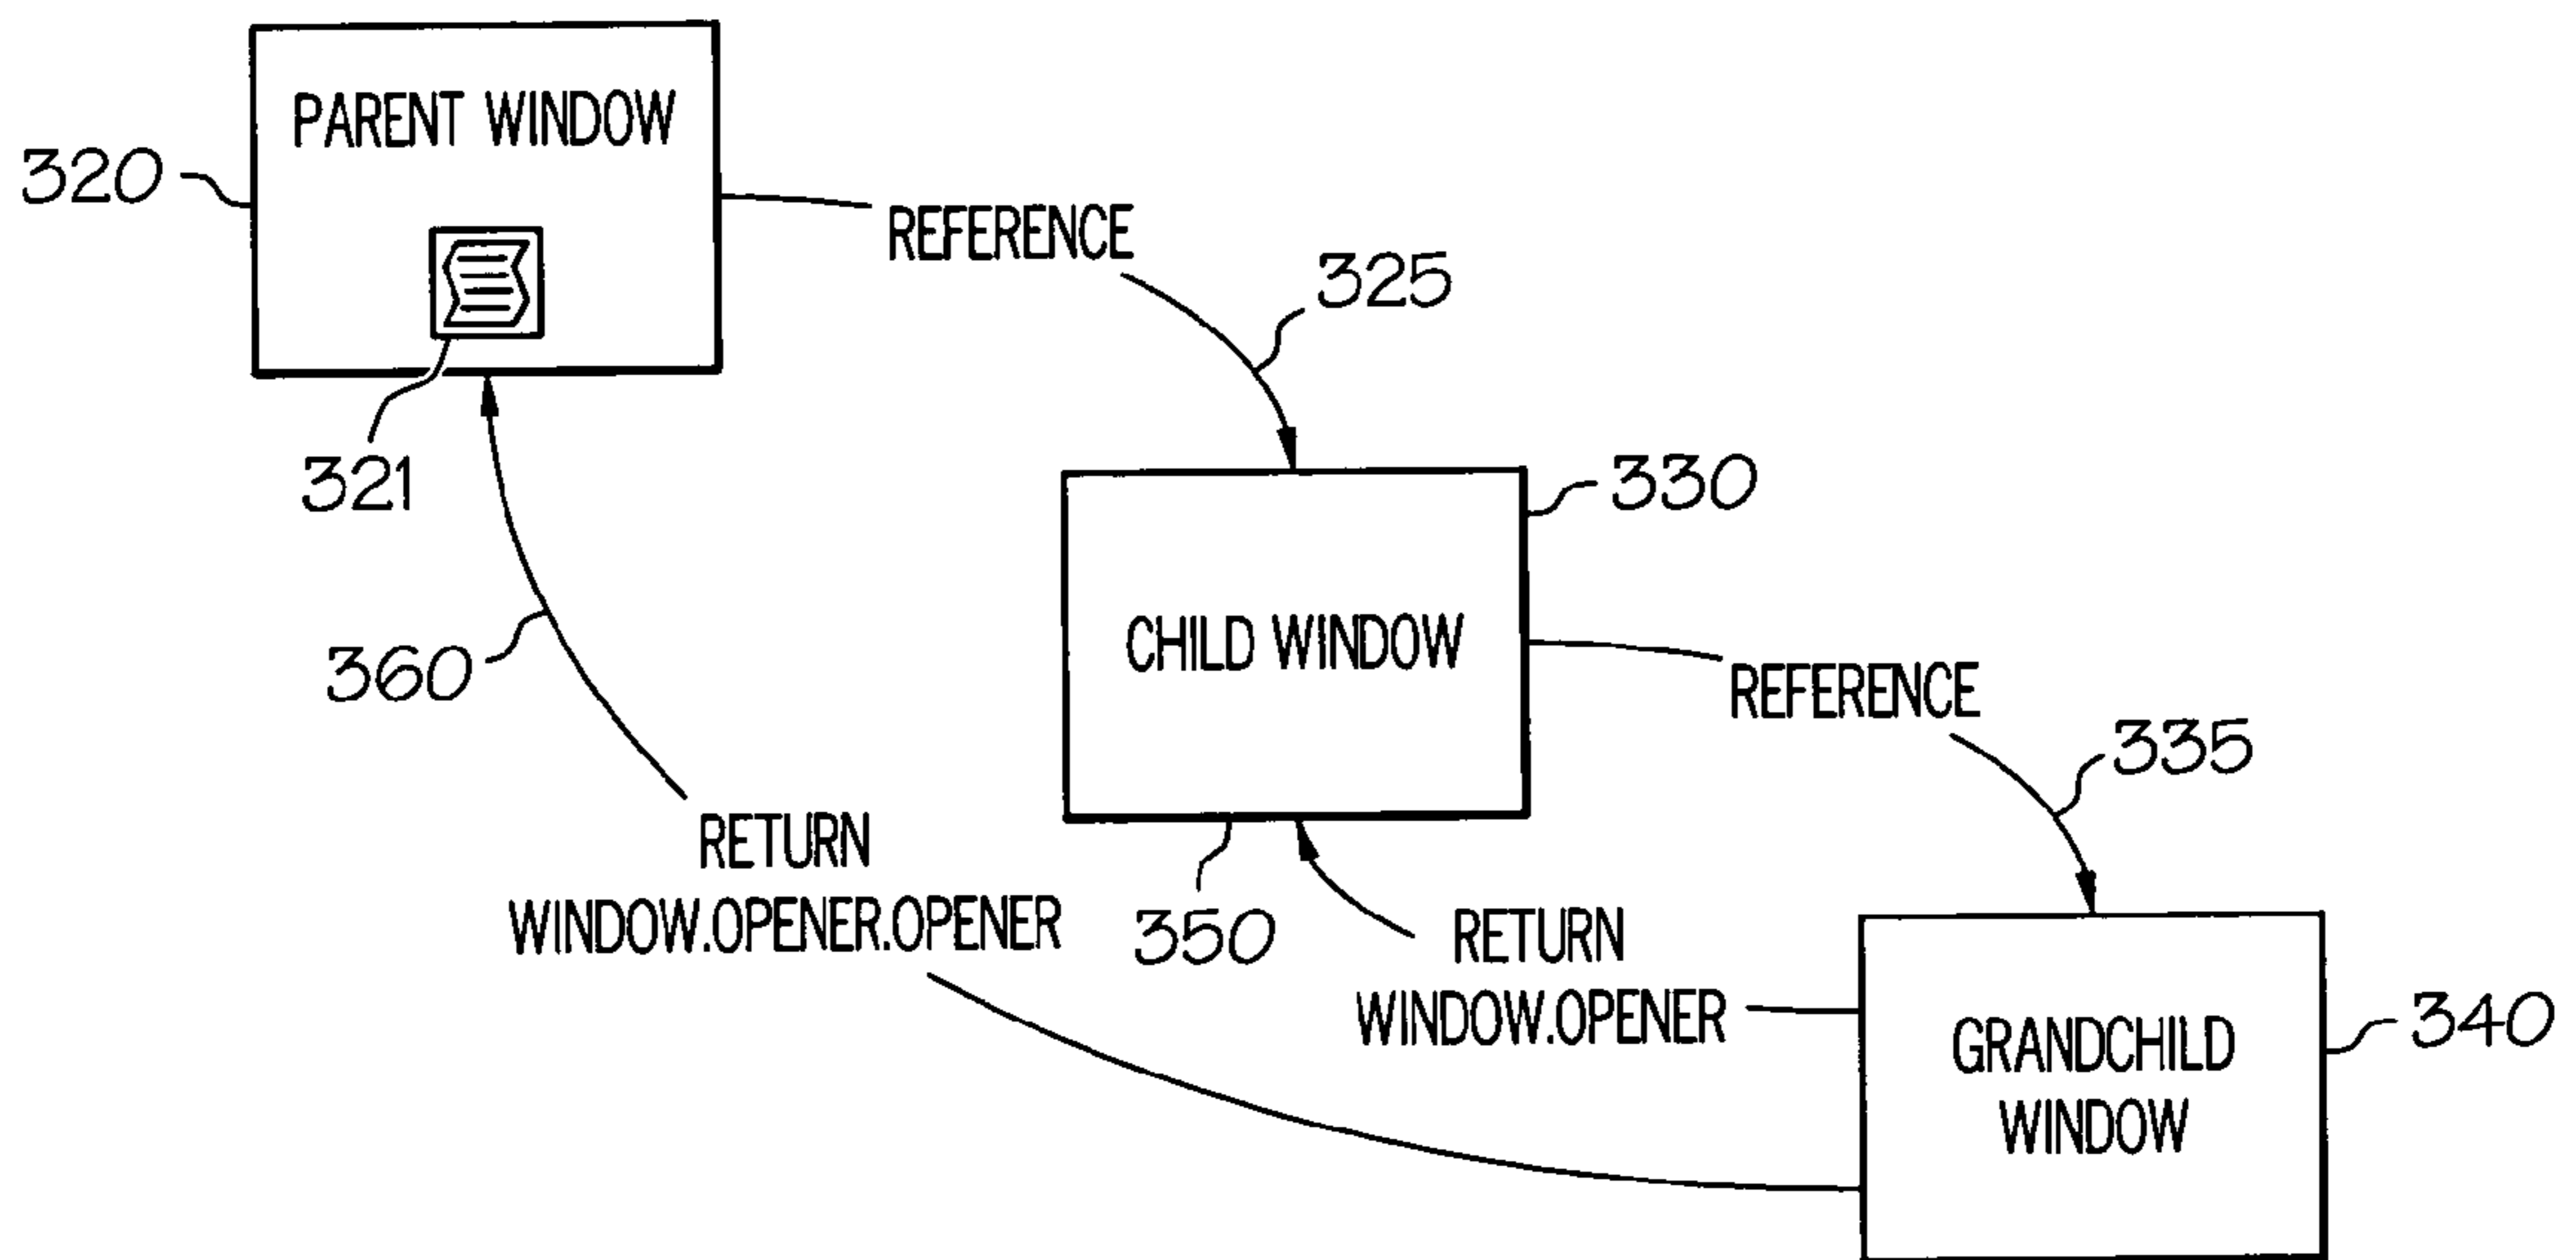 PARENT WINDOW
320
REFERENCE
325
321
330
CHILD WINDOW
360
REFERENCE
335
RETURN
WINDOW.OPENER.OPENER
350
RETURN
WINDOW.OPENER
340
GRANDCHILD
WINDOW